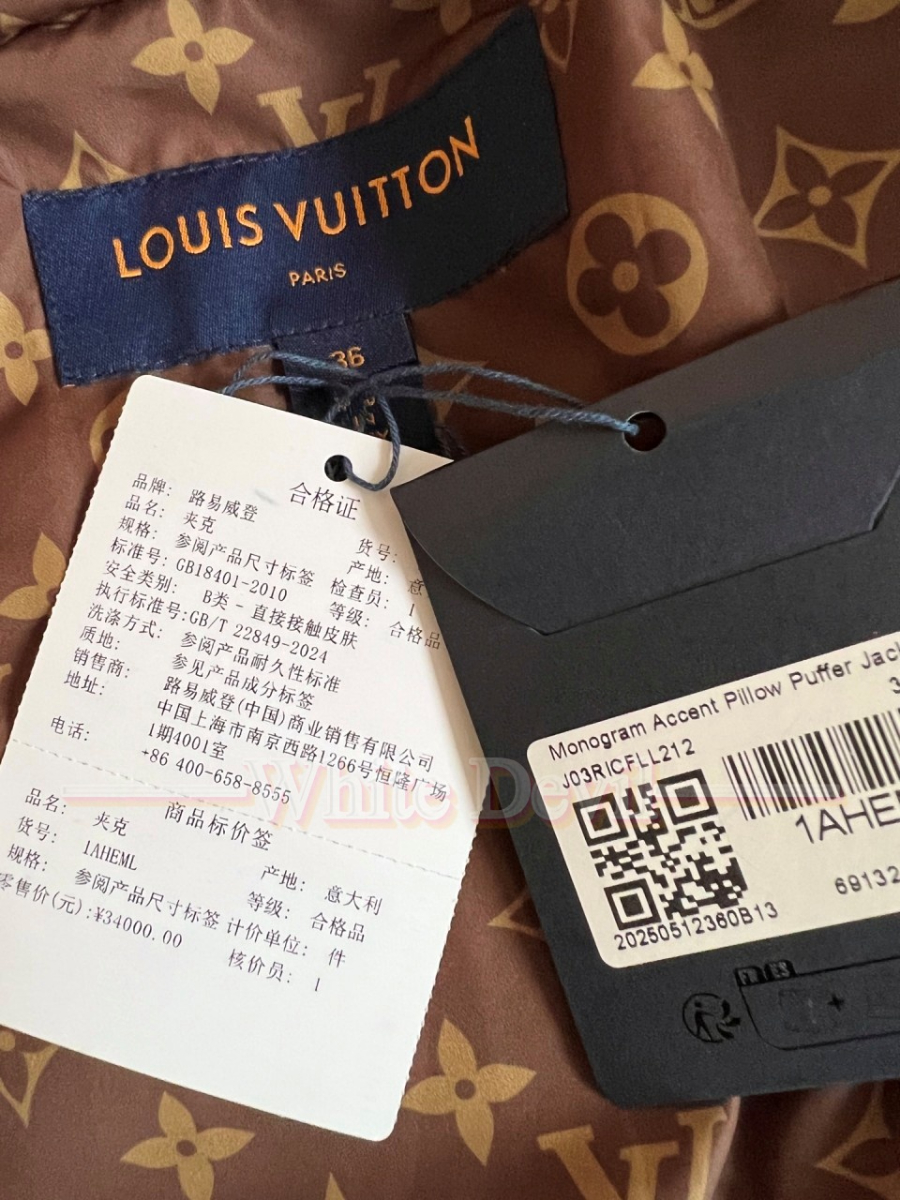 LOUIS VUITTON
PARIS
36
合格证
品牌: 路易威登
货号:
品名: 夹克
产地: 意
规格: 参阅产品尺寸标签
检查员: 1
标准号: GB18401-2010
等级: 合格品
安全类别: B类 - 直接接触皮肤
执行标准号:GB/T 22849-2024
洗涤方式: 参阅产品耐久性标准
质地: 参见产品成分标签
销售商: 路易威登(中国)商业销售有限公司
地址: 中国上海市南京西路1266号恒隆广场
1期4001室
电话: +86 400-658-8555
商品标价签
品名: 夹克
产地: 意大利
货号: 1AHEML
等级: 合格品
规格: 参阅产品尺寸标签
计价单位: 件
零售价(元):¥34000.00
核价员: 1
Monogram Accent Pillow Puffer Jac
3
J03RICFLL212
1AHE
69132
20250512360B13
FR ES
White Devil